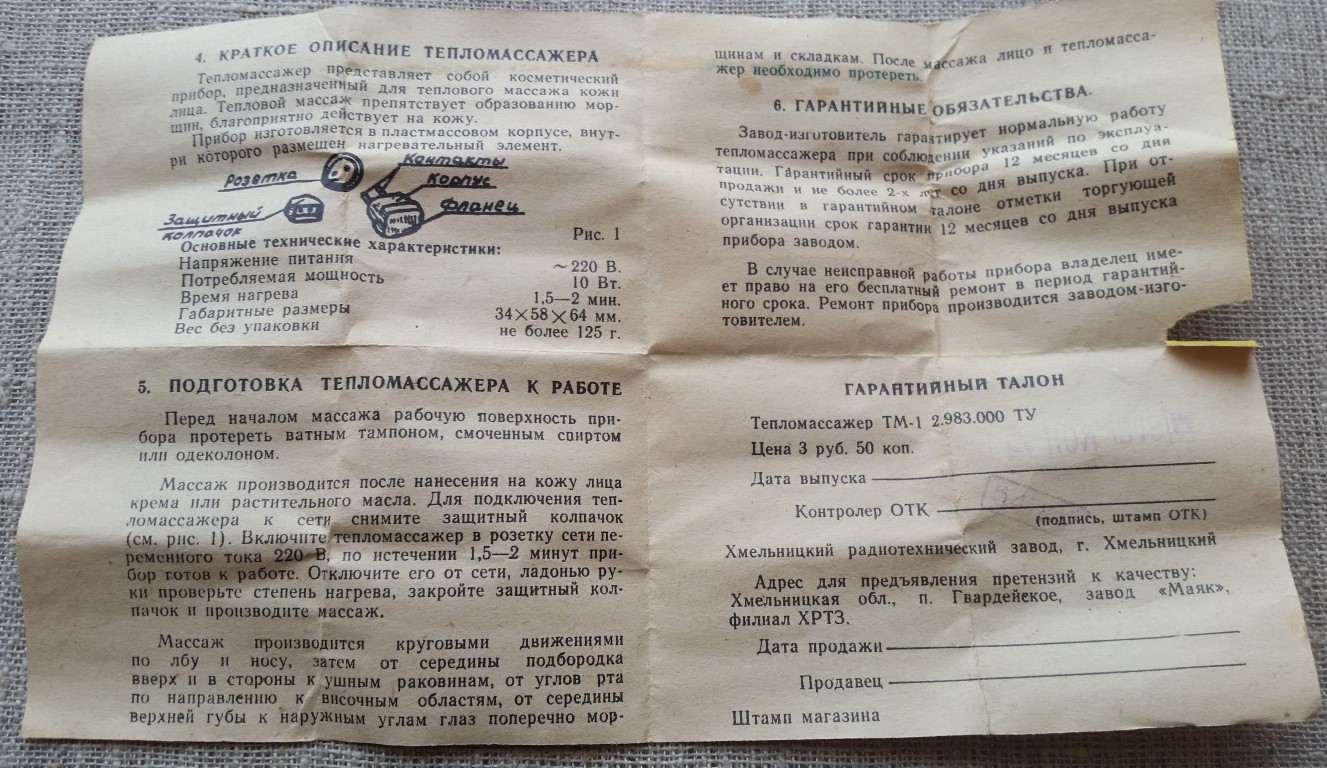 4. КРАТКОЕ ОПИСАНИЕ ТЕПЛОМАССАЖЕРА
Тепломассажер представляет собой косметический
прибор, предназначенный для теплового массажа кожи
лица. Тепловой массаж препятствует образованию мор-
щин, благоприятно действует на кожу.
Прибор изготовляется в пластмассовом корпусе, внут-
ри которого размещен нагревательный элемент.
Контакты
Розетка
Корпус
Защитный
колпачок
Фланец
Рис. 1
Основные технические характеристики:
Напряжение питания ~220 В.
Потребляемая мощность 10 Вт.
Время нагрева 1,5—2 мин.
Габаритные размеры 34×58×64 мм.
Вес без упаковки не более 125 г.
5. ПОДГОТОВКА ТЕПЛОМАССАЖЕРА К РАБОТЕ
Перед началом массажа рабочую поверхность при-
бора протереть ватным тампоном, смоченным спиртом
или одеколоном.
Массаж производится после нанесения на кожу лица
крема или растительного масла. Для подключения теп-
ломассажера к сети снимите защитный колпачок
(см. рис. 1). Включите тепломассажер в розетку сети пе-
ременного тока 220 В, по истечении 1,5—2 минут при-
бор готов к работе. Отключите его от сети, ладонью ру-
ки проверьте степень нагрева, закройте защитный кол-
пачок и производите массаж.
Массаж производится круговыми движениями
по лбу и носу, затем от середины подбородка
вверх и в стороны к ушным раковинам, от углов рта
по направлению к височным областям, от середины
верхней губы к наружным углам глаз поперечно мор-
щинам и складкам. После массажа лицо и тепломасса-
жер необходимо протереть.
6. ГАРАНТИЙНЫЕ ОБЯЗАТЕЛЬСТВА.
Завод-изготовитель гарантирует нормальную работу
тепломассажера при соблюдении указаний по эксплуа-
тации. Гарантийный срок прибора 12 месяцев со дня
продажи и не более 2-х лет со дня выпуска. При от-
сутствии в гарантийном талоне отметки торгующей
организации срок гарантии 12 месяцев со дня выпуска
прибора заводом.
В случае неисправной работы прибора владелец име-
ет право на его бесплатный ремонт в период гарантий-
ного срока. Ремонт прибора производится заводом-изго-
товителем.
ГАРАНТИЙНЫЙ ТАЛОН
Тепломассажер ТМ-1 2.983.000 ТУ
Цена 3 руб. 50 коп.
Дата выпуска
Контролер ОТК
(подпись, штамп ОТК)
Хмельницкий радиотехнический завод, г. Хмельницкий
Адрес для предъявления претензий к качеству:
Хмельницкая обл., п. Гвардейское, завод «Маяк»,
филиал ХРТЗ.
Дата продажи
Продавец
Штамп магазина